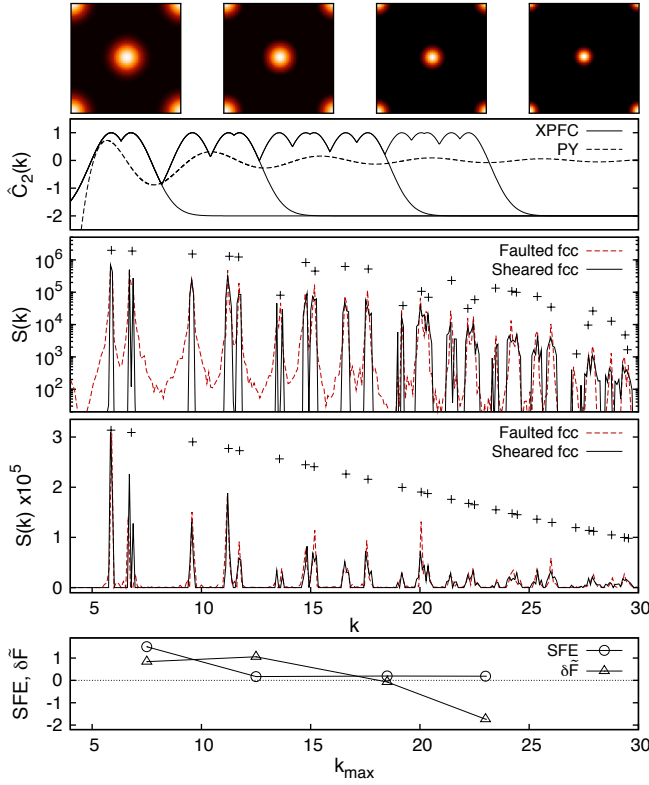 1
0
-1
-2
Ĉ2(k)
XPFC
PY
10^6
10^5
10^4
10^3
10^2
S(k)
Faulted fcc
Sheared fcc
3
2
1
0
S(k) x10^5
Faulted fcc
Sheared fcc
5 10 15 20 25 30
k
1
0
-1
-2
SFE, δF̃
SFE
δF̃
5 10 15 20 25 30
kmax